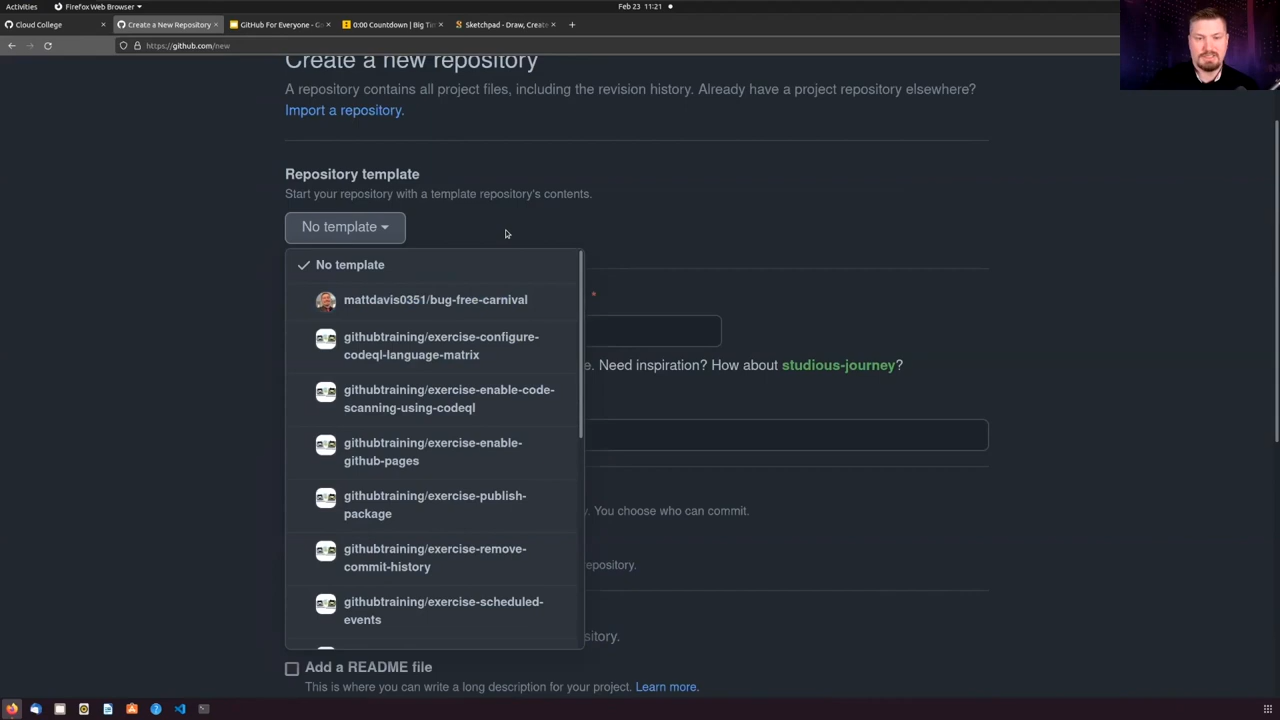 Activities
Firefox Web Browser
Feb 23 11:21
Cloud College
Create a New Repository
GitHub For Everyone - Go
0:00 Countdown | Big Ti
Sketchpad - Draw, Create
https://github.com/new
Create a new repository
A repository contains all project files, including the revision history. Already have a project repository elsewhere?
Import a repository.
Repository template
Start your repository with a template repository's contents.
No template
No template
mattdavis0351/bug-free-carnival
*
githubtraining/exercise-configure-
codeql-language-matrix
e. Need inspiration? How about studious-journey?
githubtraining/exercise-enable-code-
scanning-using-codeql
githubtraining/exercise-enable-
github-pages
githubtraining/exercise-publish-
package
. You choose who can commit.
githubtraining/exercise-remove-
commit-history
epository.
githubtraining/exercise-scheduled-
events
sitory.
Add a README file
This is where you can write a long description for your project. Learn more.